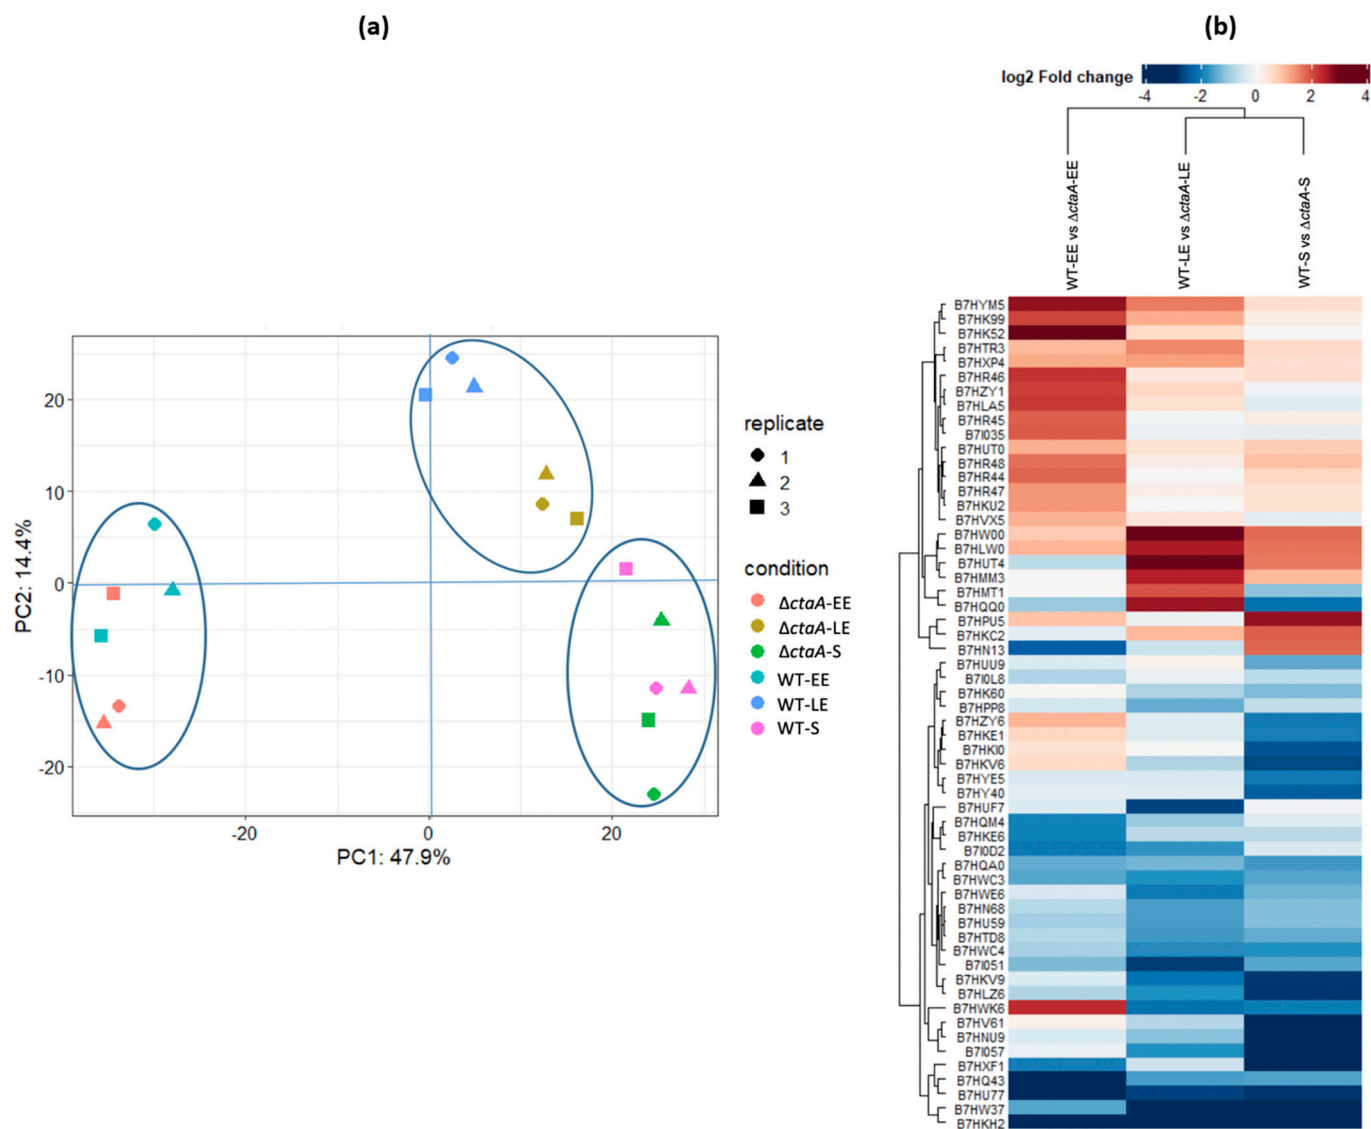 (a)
(b)
log2 Fold change
-4 -2 0 2 4
WT-EE vs ΔctaA-EE
WT-LE vs ΔctaA-LE
WT-S vs ΔctaA-S
PC2: 14.4%
20
10
0
-10
-20
-20 0 20
PC1: 47.9%
replicate
1
2
3
condition
ΔctaA-EE
ΔctaA-LE
ΔctaA-S
WT-EE
WT-LE
WT-S
B7HYM5
B7HK99
B7HK52
B7HTR3
B7HXP4
B7HR46
B7HZY1
B7HLA5
B7HR45
B7I035
B7HUT0
B7HR48
B7HR44
B7HR47
B7HKU2
B7HVX5
B7HW00
B7HLW0
B7HUT4
B7HMM3
B7HMT1
B7HQQ0
B7HPU5
B7HKC2
B7HN13
B7HUU9
B7I0L8
B7HK60
B7HPP8
B7HZY6
B7HKE1
B7HKI0
B7HKV6
B7HYE5
B7HY40
B7HUF7
B7HQM4
B7HKE6
B7I0D2
B7HQA0
B7HWC3
B7HWE6
B7HN68
B7HU59
B7HTD8
B7HWC4
B7I051
B7HKV9
B7HLZ6
B7HWK6
B7HV61
B7HNU9
B7I057
B7HXF1
B7HQ43
B7HU77
B7HW37
B7HKH2